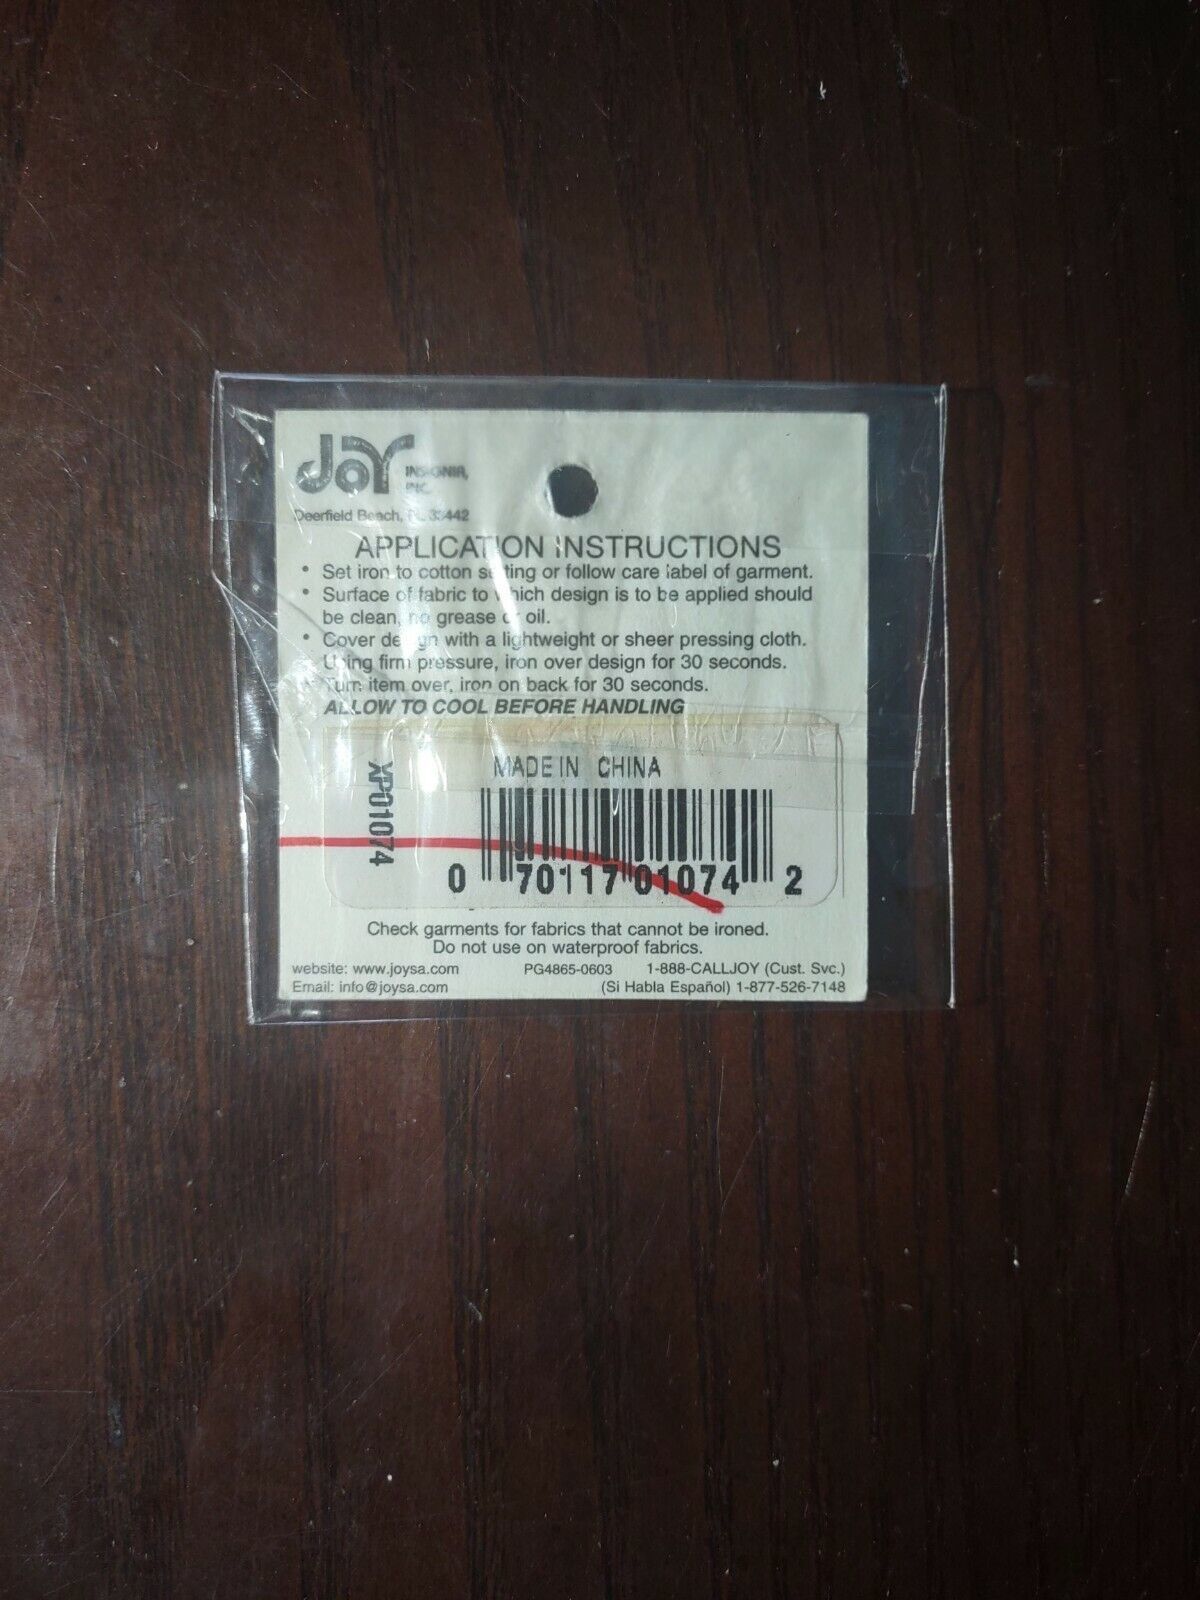 JOY INSIGNIA,
INC.
Deerfield Beach, FL 33442
APPLICATION INSTRUCTIONS
• Set iron to cotton setting or follow care label of garment.
• Surface of fabric to which design is to be applied should
be clean, no grease or oil.
• Cover design with a lightweight or sheer pressing cloth.
Using firm pressure, iron over design for 30 seconds.
• Turn item over, iron on back for 30 seconds.
ALLOW TO COOL BEFORE HANDLING
MADE IN CHINA
XP01074
0 70117 01074 2
Check garments for fabrics that cannot be ironed.
Do not use on waterproof fabrics.
website: www.joysa.com PG4865-0603 1-888-CALLJOY (Cust. Svc.)
Email: info@joysa.com (Si Habla Español) 1-877-526-7148